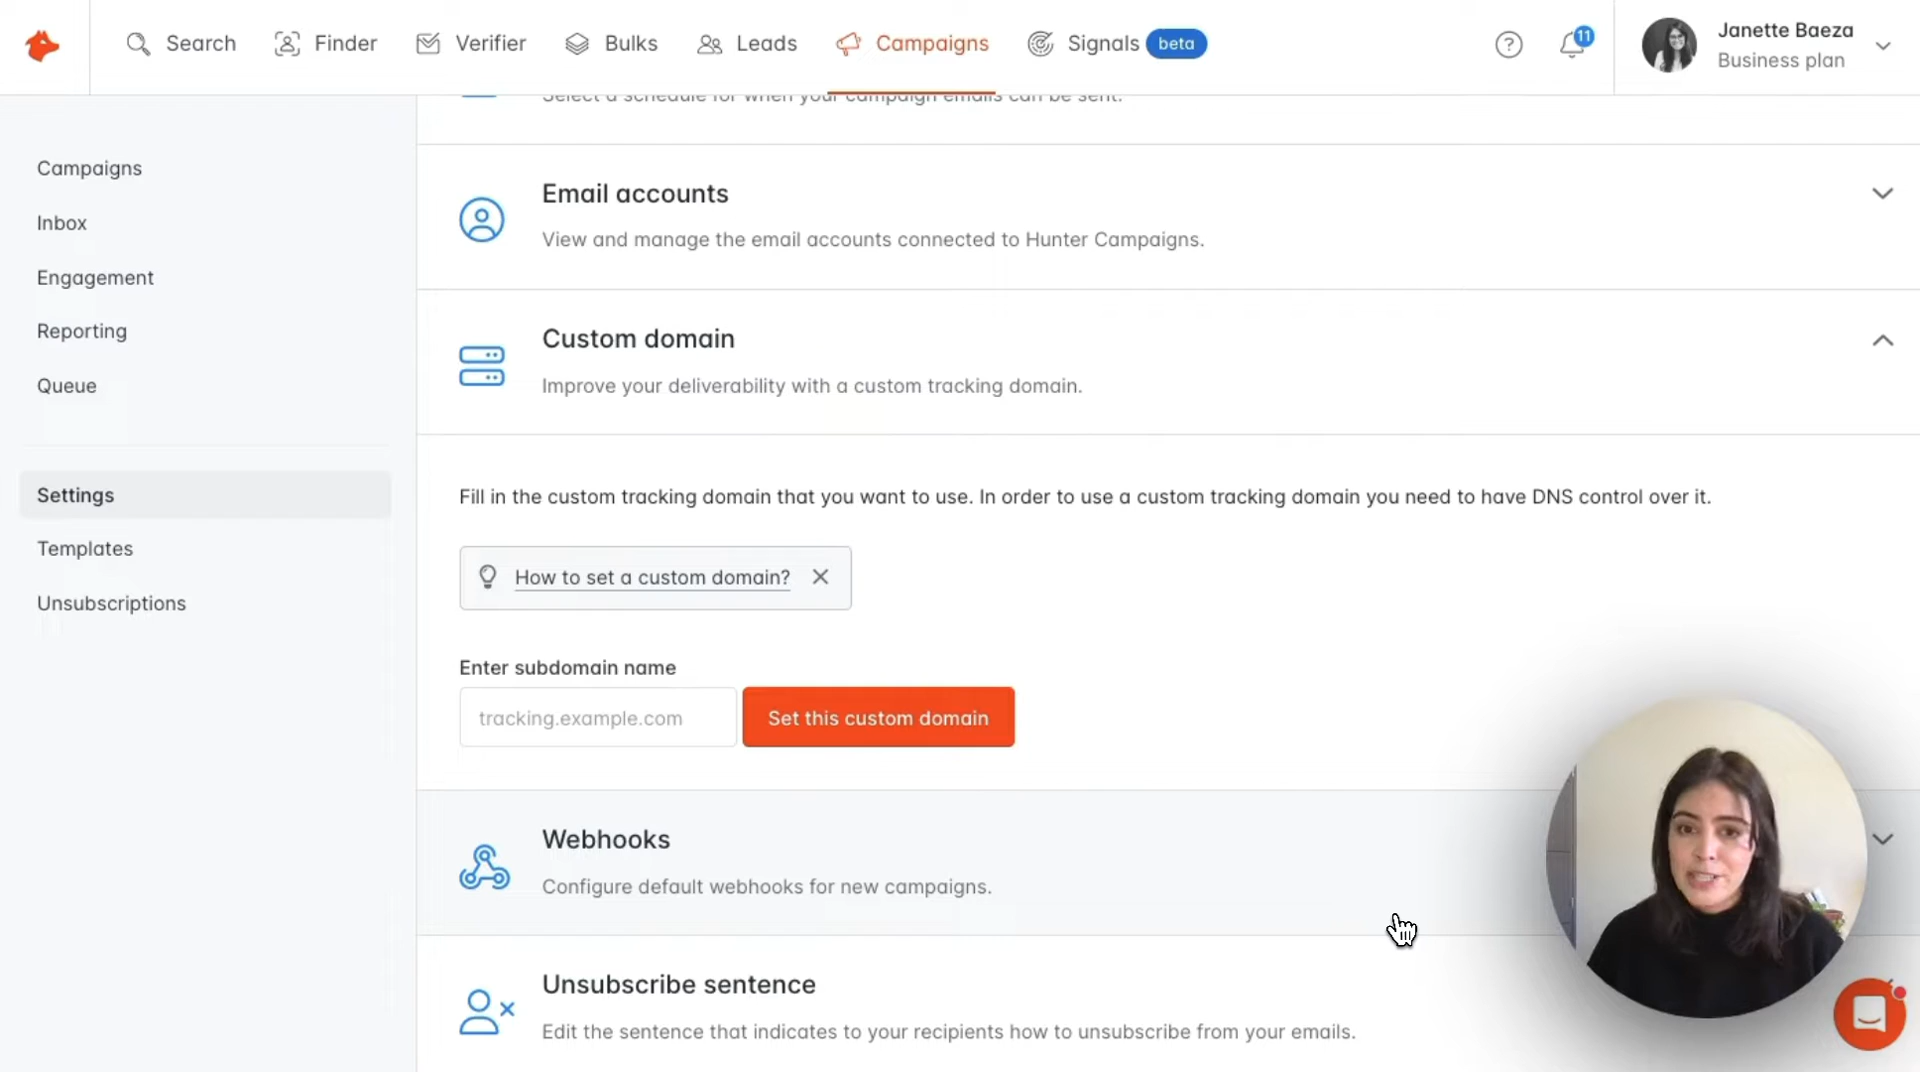 Search
Finder
Verifier
Bulks
Leads
Campaigns
Signals beta
11
Janette Baeza
Business plan
Campaigns
Inbox
Engagement
Reporting
Queue
Settings
Templates
Unsubscriptions
Select a schedule for when your campaign emails can be sent.
Email accounts
View and manage the email accounts connected to Hunter Campaigns.
Custom domain
Improve your deliverability with a custom tracking domain.
Fill in the custom tracking domain that you want to use. In order to use a custom tracking domain you need to have DNS control over it.
How to set a custom domain?
Enter subdomain name
tracking.example.com
Set this custom domain
Webhooks
Configure default webhooks for new campaigns.
Unsubscribe sentence
Edit the sentence that indicates to your recipients how to unsubscribe from your emails.